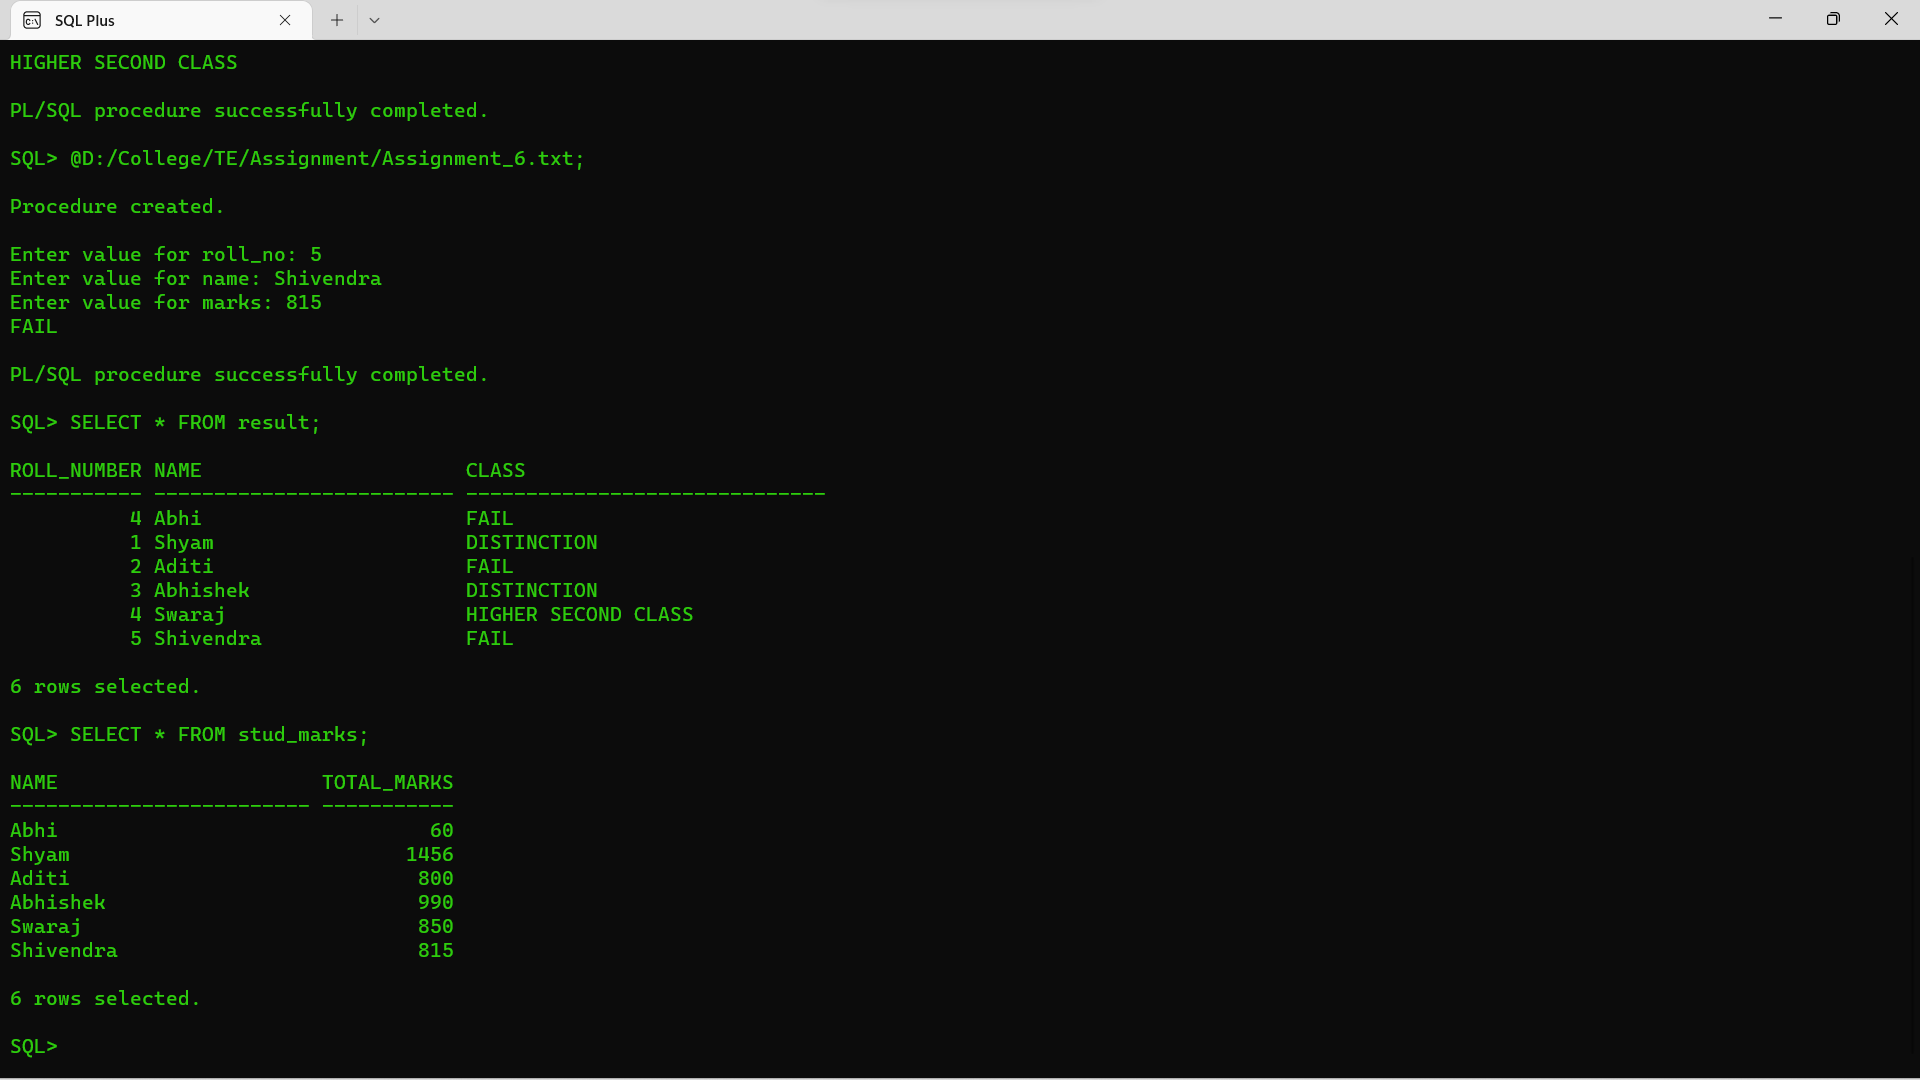 SQL Plus
HIGHER SECOND CLASS
PL/SQL procedure successfully completed.
SQL> @D:/College/TE/Assignment/Assignment_6.txt;
Procedure created.
Enter value for roll_no: 5
Enter value for name: Shivendra
Enter value for marks: 815
FAIL
PL/SQL procedure successfully completed.
SQL> SELECT * FROM result;
ROLL_NUMBER NAME                      CLASS
----------- ------------------------- ------------------------------
          4 Abhi                      FAIL
          1 Shyam                     DISTINCTION
          2 Aditi                     FAIL
          3 Abhishek                  DISTINCTION
          4 Swaraj                    HIGHER SECOND CLASS
          5 Shivendra                 FAIL
6 rows selected.
SQL> SELECT * FROM stud_marks;
NAME                      TOTAL_MARKS
------------------------- -----------
Abhi                               60
Shyam                            1456
Aditi                             800
Abhishek                          990
Swaraj                            850
Shivendra                         815
6 rows selected.
SQL>